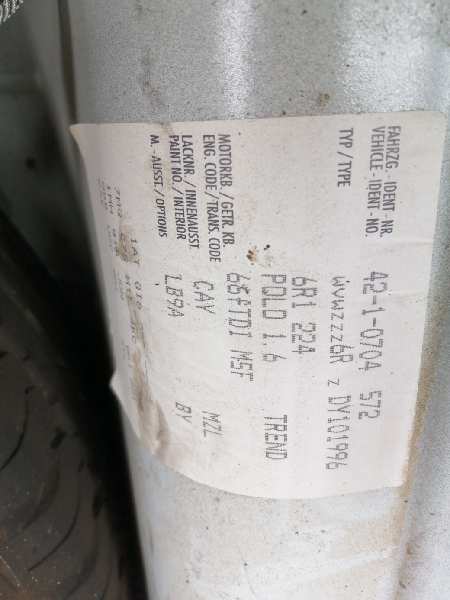 FAHRZG. - IDENT-NR.
VEHICLE - IDENT - NO.
42-1-0704 572
WVWZZZ6R Z DY101996
TYP / TYPE
6R1 224
POLO 1.6 TREND
66
M5F
MOTORKB. / GETR. KB.
ENG. CODE / TRANS. CODE
CAY MZL
LACKNR. / INNENAUSST.
PAINT NO. / INTERIOR
LB9A BV
M. - AUSST. / OPTIONS